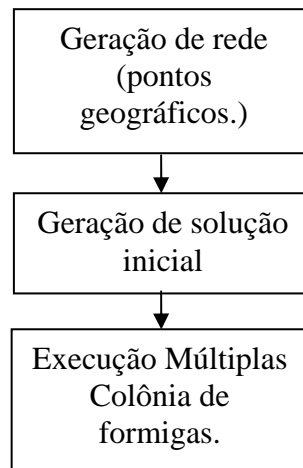 Geração de rede
(pontos
geográficos.)
Geração de solução
inicial
Execução Múltiplas
Colônia de
formigas.